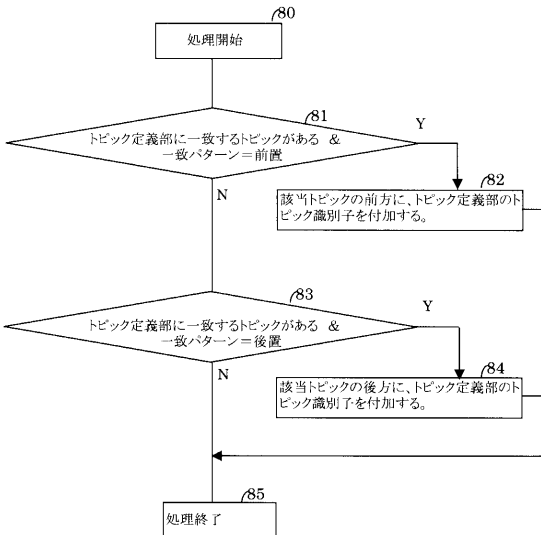 80
処理開始
81
トピック定義部に一致するトピックがある &
一致パターン=前置
Y
N
82
該当トピックの前方に、トピック定義部のト
ピック識別子を付加する。
83
トピック定義部に一致するトピックがある &
一致パターン=後置
Y
N
84
該当トピックの後方に、トピック定義部のト
ピック識別子を付加する。
85
処理終了